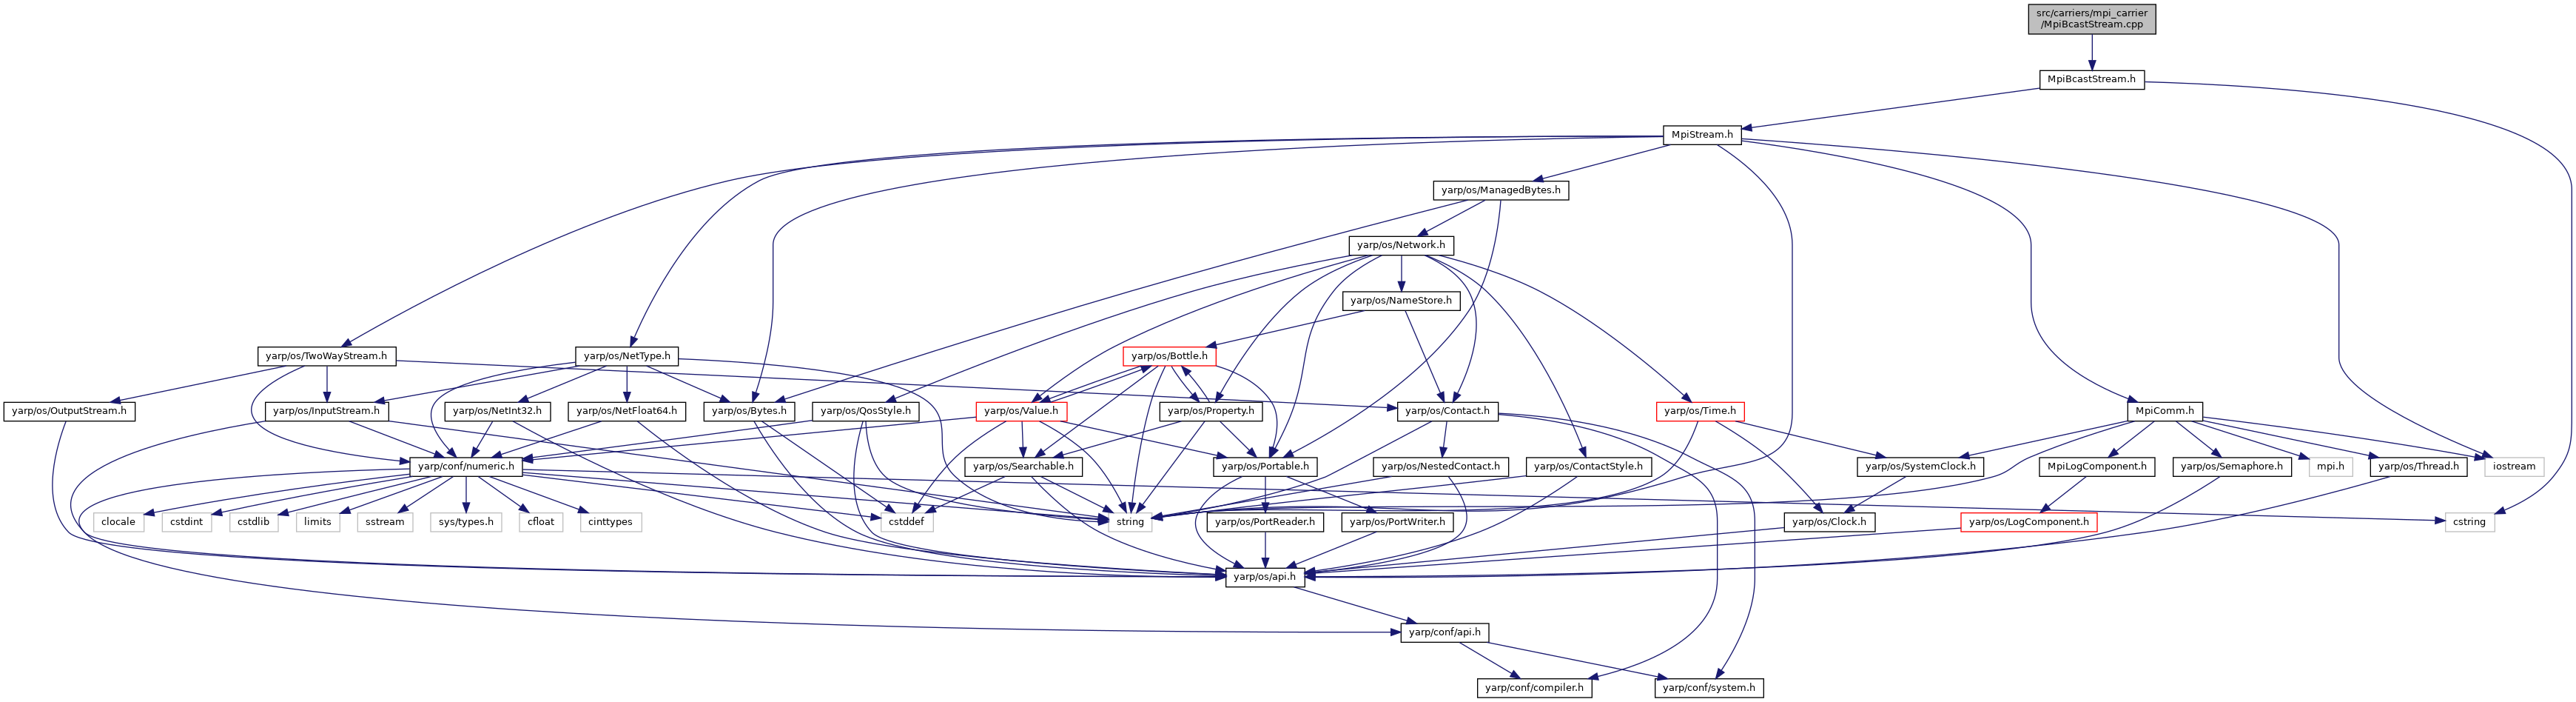 src/carriers/mpi_carrier
/MpiBcastStream.cpp
MpiBcastStream.h
MpiStream.h
yarp/os/ManagedBytes.h
yarp/os/Network.h
yarp/os/NameStore.h
yarp/os/TwoWayStream.h
yarp/os/NetType.h
yarp/os/Bottle.h
yarp/os/OutputStream.h
yarp/os/InputStream.h
yarp/os/NetInt32.h
yarp/os/NetFloat64.h
yarp/os/Bytes.h
yarp/os/QosStyle.h
yarp/os/Value.h
yarp/os/Property.h
yarp/os/Contact.h
yarp/os/Time.h
MpiComm.h
yarp/conf/numeric.h
yarp/os/Searchable.h
yarp/os/Portable.h
yarp/os/NestedContact.h
yarp/os/ContactStyle.h
yarp/os/SystemClock.h
MpiLogComponent.h
yarp/os/Semaphore.h
mpi.h
yarp/os/Thread.h
iostream
clocale
cstdint
cstdlib
limits
sstream
sys/types.h
cfloat
cinttypes
cstddef
string
yarp/os/PortReader.h
yarp/os/PortWriter.h
yarp/os/Clock.h
yarp/os/LogComponent.h
cstring
yarp/os/api.h
yarp/conf/api.h
yarp/conf/compiler.h
yarp/conf/system.h